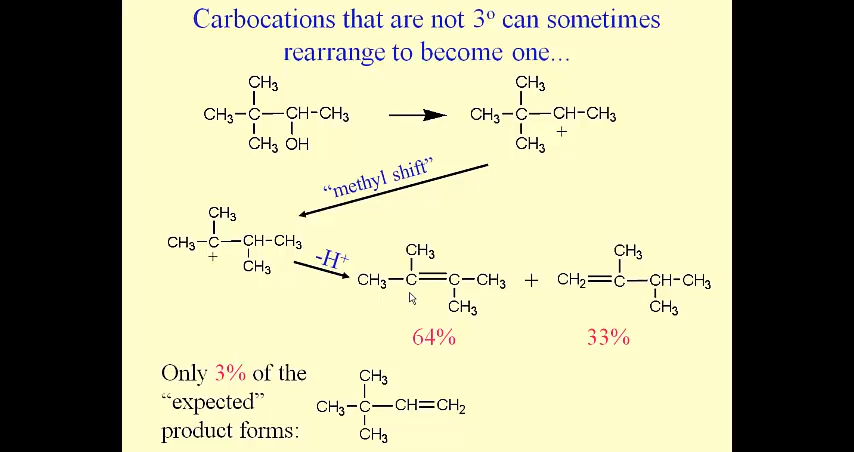 Carbocations that are not 3º can sometimes
rearrange to become one...
CH3 CH3
CH3-C-CH-CH3 CH3-C-CH-CH3
CH3 OH CH3 +
"methyl shift"
CH3
CH3-C-CH-CH3
+ CH3
-H+
CH3 CH3
CH3-C=C-CH3 + CH2=C-CH-CH3
CH3 CH3
64% 33%
Only 3% of the
"expected"
product forms:
CH3
CH3-C-CH=CH2
CH3